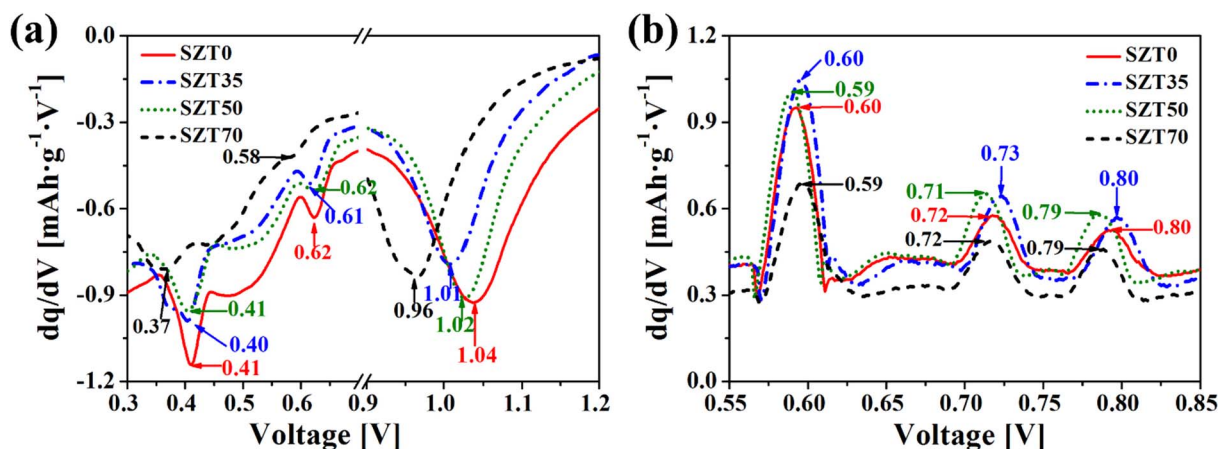 (a)
0.0
-0.3
-0.6
-0.9
-1.2
dq/dV [mAh·g⁻¹·V⁻¹]
SZT0
SZT35
SZT50
SZT70
0.58
0.62
0.61
0.62
0.37
0.41
0.40
0.41
0.96
1.01
1.02
1.04
0.3 0.4 0.5 0.6 0.9 1.0 1.1 1.2
Voltage [V]
(b)
1.2
0.9
0.6
0.3
0.0
dq/dV [mAh·g⁻¹·V⁻¹]
SZT0
SZT35
SZT50
SZT70
0.60
0.59
0.60
0.59
0.73
0.71
0.72
0.72
0.80
0.79
0.80
0.79
0.55 0.60 0.65 0.70 0.75 0.80 0.85
Voltage [V]